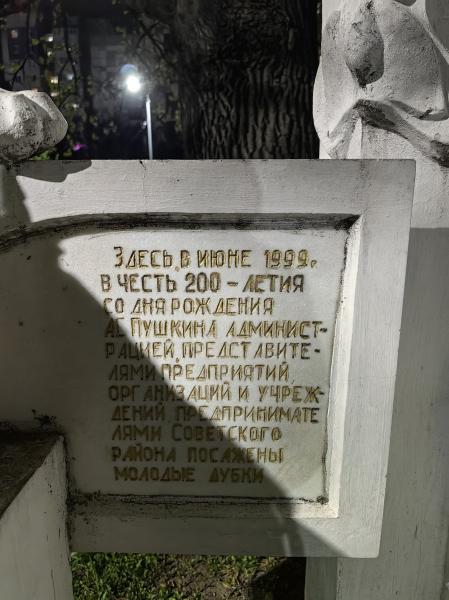 Здесь, в июне 1999г.
в честь 200-летия
со дня рождения
А.С. Пушкина админист-
рацией, представите-
лями предприятий,
организаций и учреж-
дений, предпринимате
лями Советского
района посажены
молодые дубки